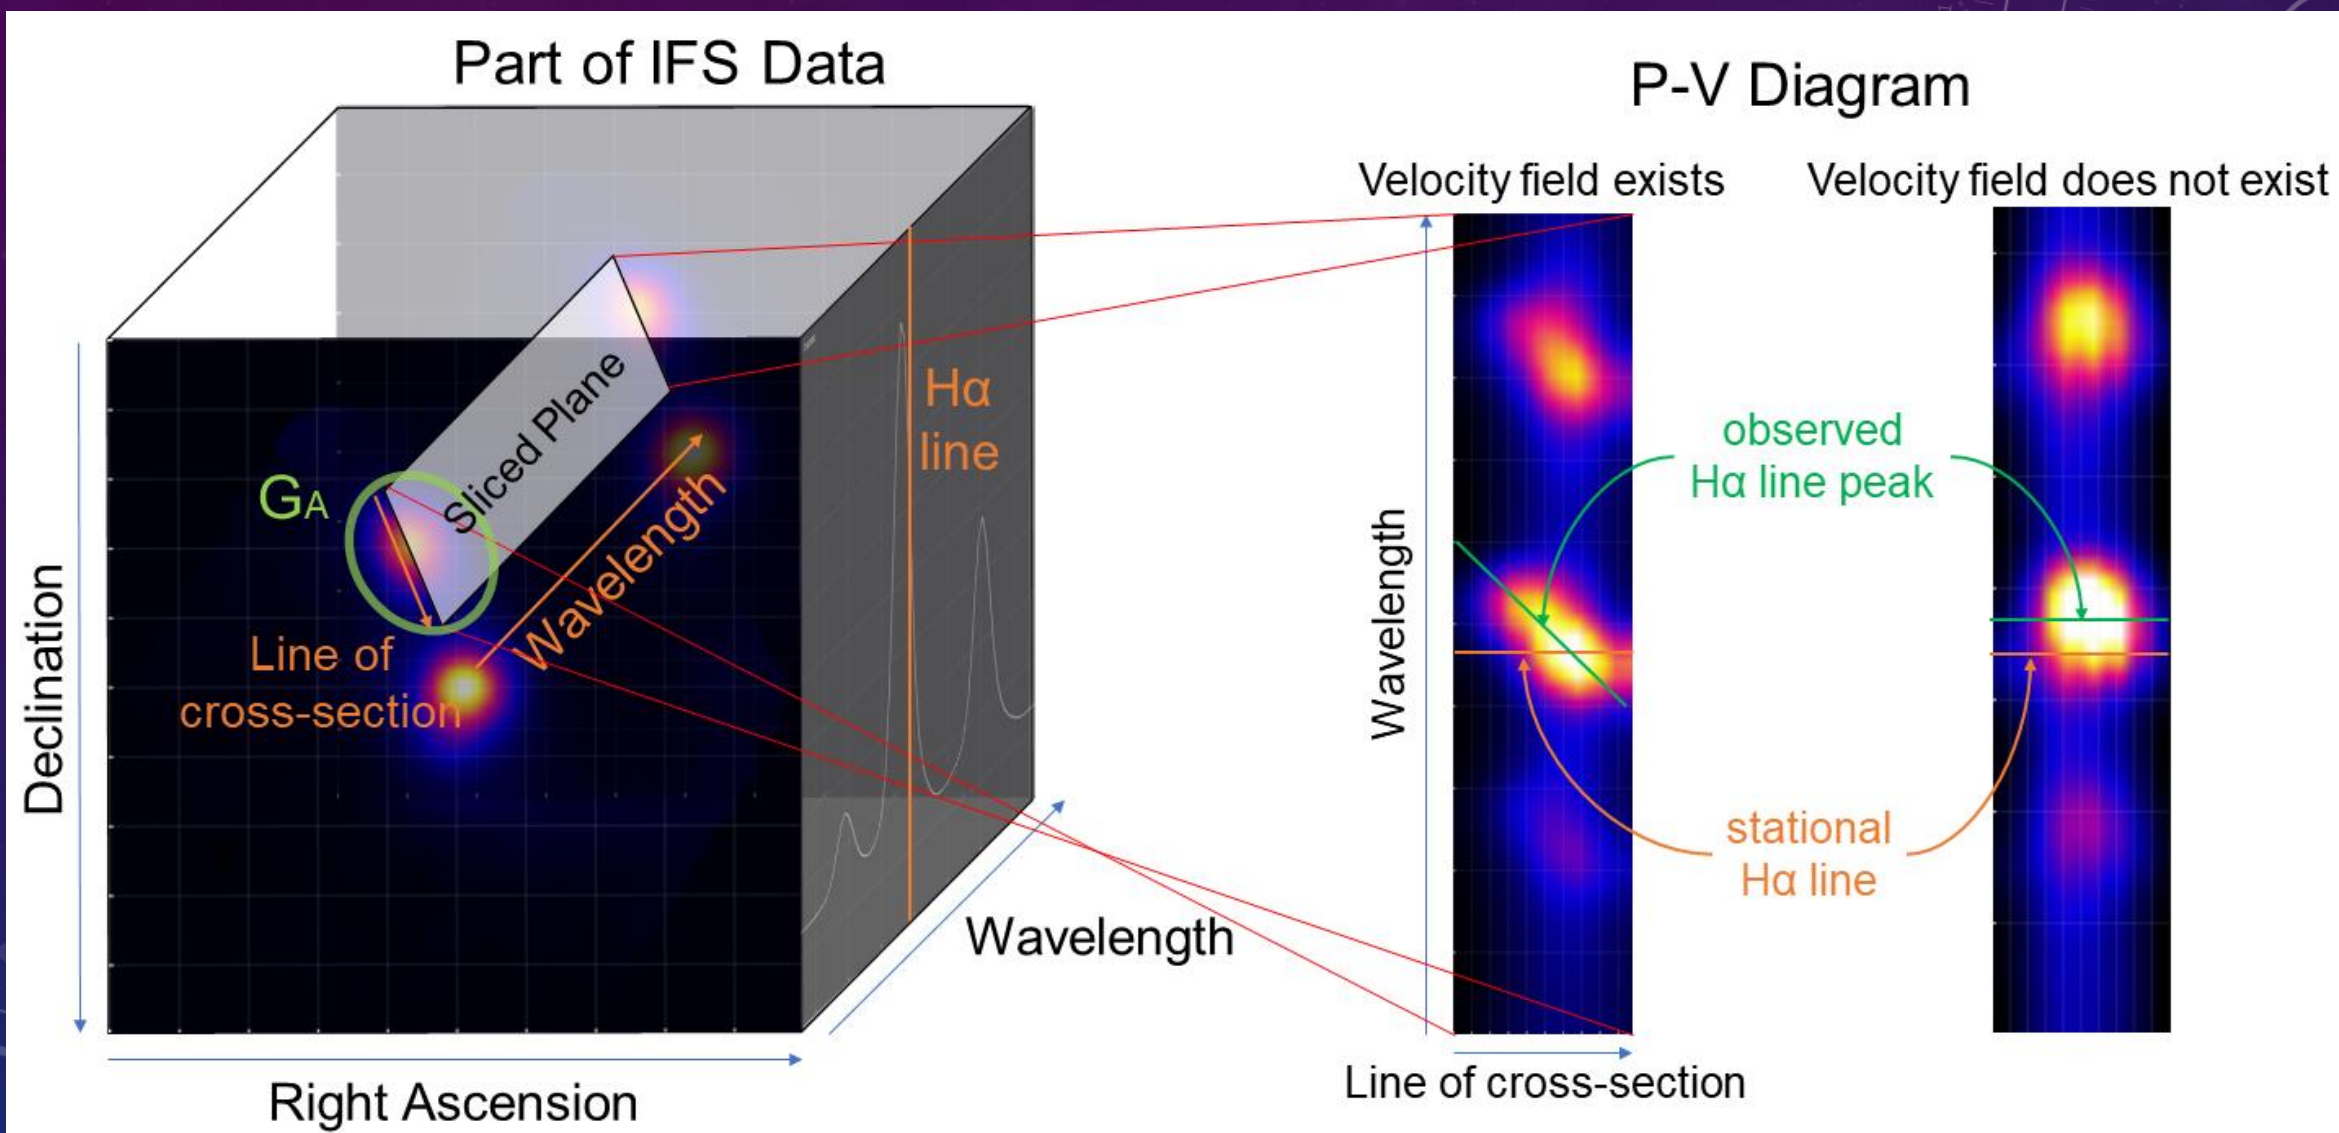 Part of IFS Data
P-V Diagram
Velocity field exists
Velocity field does not exist
Sliced Plane
Hα
line
GA
Wavelength
Line of
cross-section
Declination
Right Ascension
Wavelength
Wavelength
observed
Hα line peak
stational
Hα line
Line of cross-section